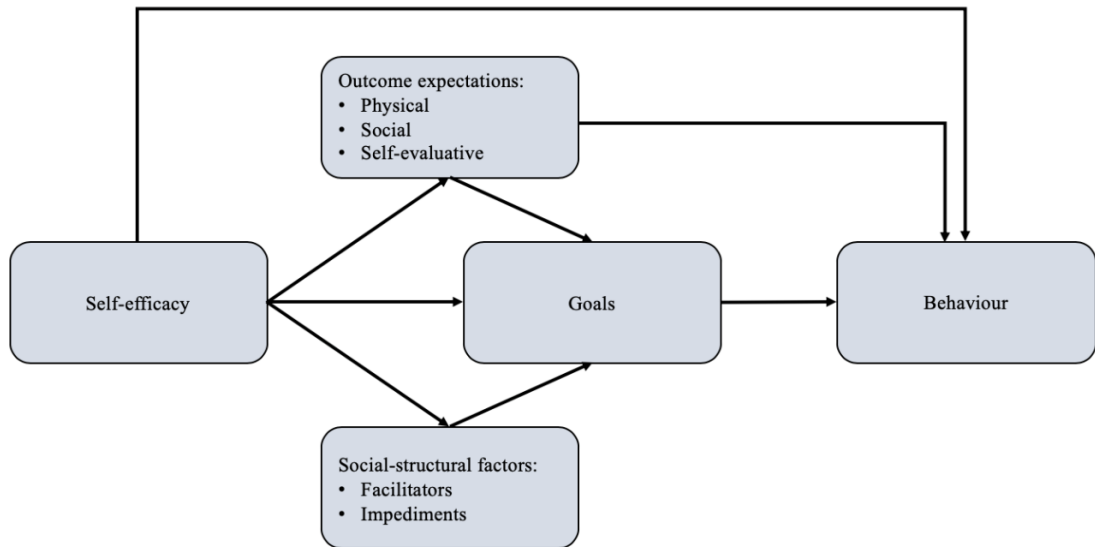 Outcome expectations:
• Physical
• Social
• Self-evaluative
Self-efficacy
Goals
Behaviour
Social-structural factors:
• Facilitators
• Impediments